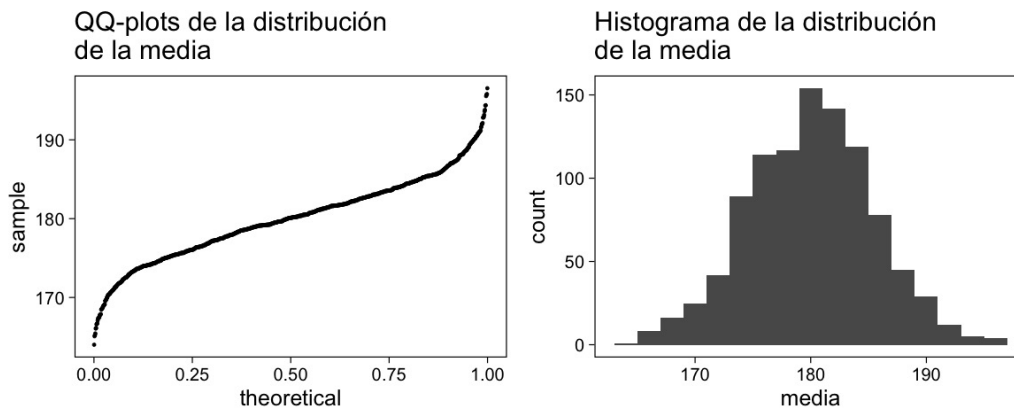 QQ-plots de la distribución
de la media
190
180
170
sample
0.00 0.25 0.50 0.75 1.00
theoretical
Histograma de la distribución
de la media
150
100
50
0
count
170 180 190
media